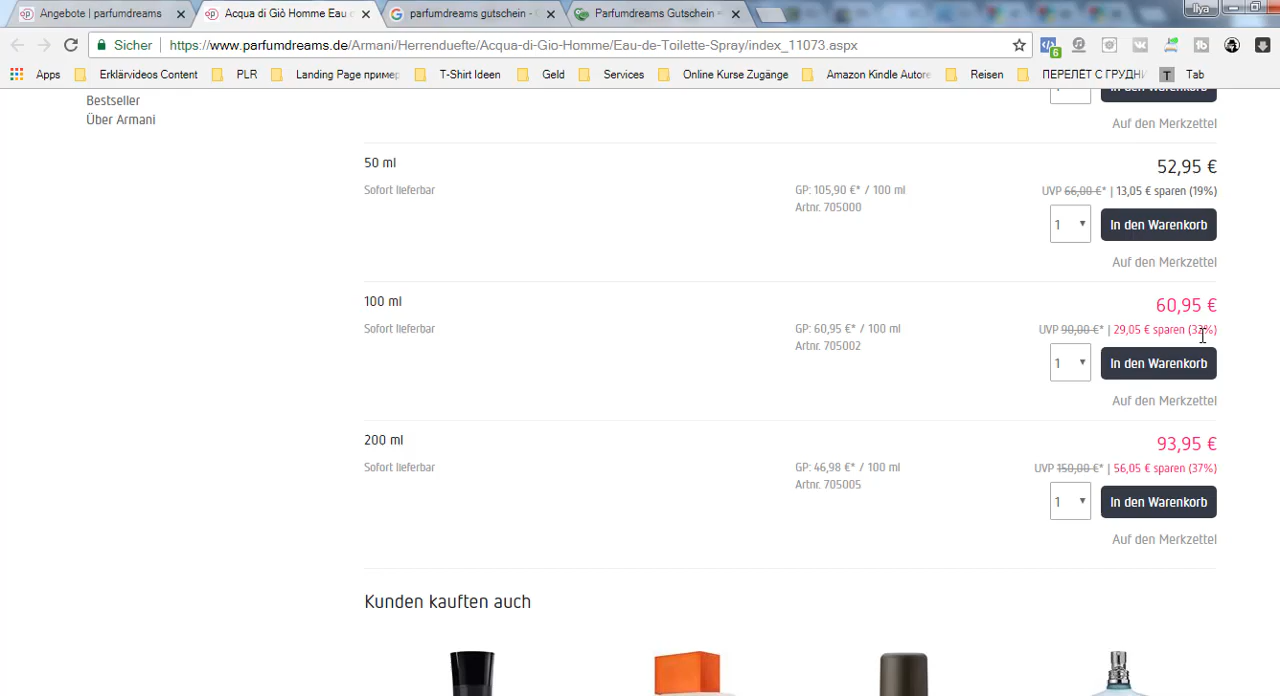 Angebote | parfumdreams
Acqua di Giò Homme Eau
parfumdreams gutschein -
Parfumdreams Gutschein
Ilya
Sicher
https://www.parfumdreams.de/Armani/Herrenduefte/Acqua-di-Gio-Homme/Eau-de-Toilette-Spray/index_11073.aspx
6
Apps
Erklärvideos Content
PLR
Landing Page пример
T-Shirt Ideen
Geld
Services
Online Kurse Zugänge
Amazon Kindle Autore
Reisen
ПЕРЕЛЁТ С ГРУДНИ
T Tab
Bestseller
Über Armani
In den Warenkorb
Auf den Merkzettel
50 ml
52,95 €
Sofort lieferbar
GP: 105,90 €* / 100 ml
UVP 66,00 €* | 13,05 € sparen (19%)
Artnr. 705000
1
In den Warenkorb
Auf den Merkzettel
100 ml
60,95 €
Sofort lieferbar
GP: 60,95 €* / 100 ml
UVP 90,00 €* | 29,05 € sparen (32%)
Artnr. 705002
1
In den Warenkorb
Auf den Merkzettel
200 ml
93,95 €
Sofort lieferbar
GP: 46,98 €* / 100 ml
UVP 150,00 €* | 56,05 € sparen (37%)
Artnr. 705005
1
In den Warenkorb
Auf den Merkzettel
Kunden kauften auch